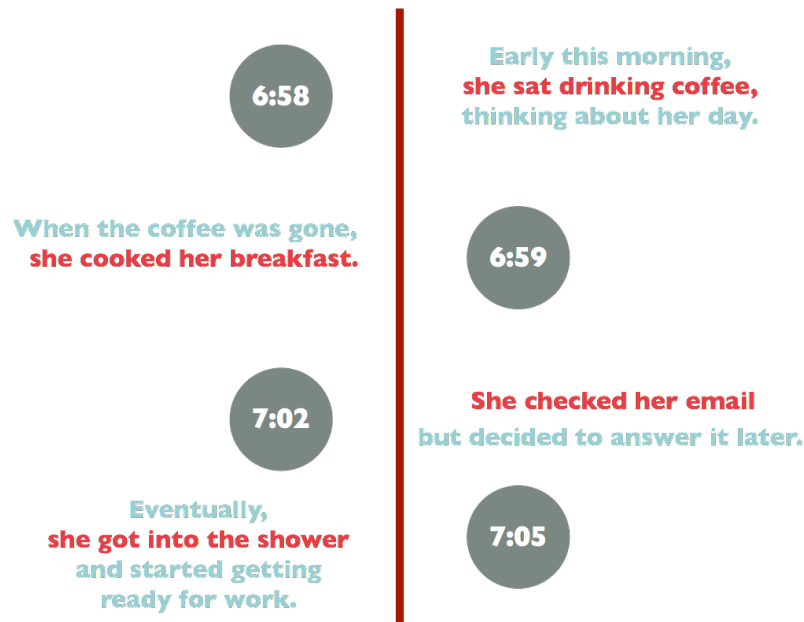 6:58
Early this morning,
she sat drinking coffee,
thinking about her day.
When the coffee was gone,
she cooked her breakfast.
6:59
7:02
She checked her email
but decided to answer it later.
Eventually,
she got into the shower
and started getting
ready for work.
7:05